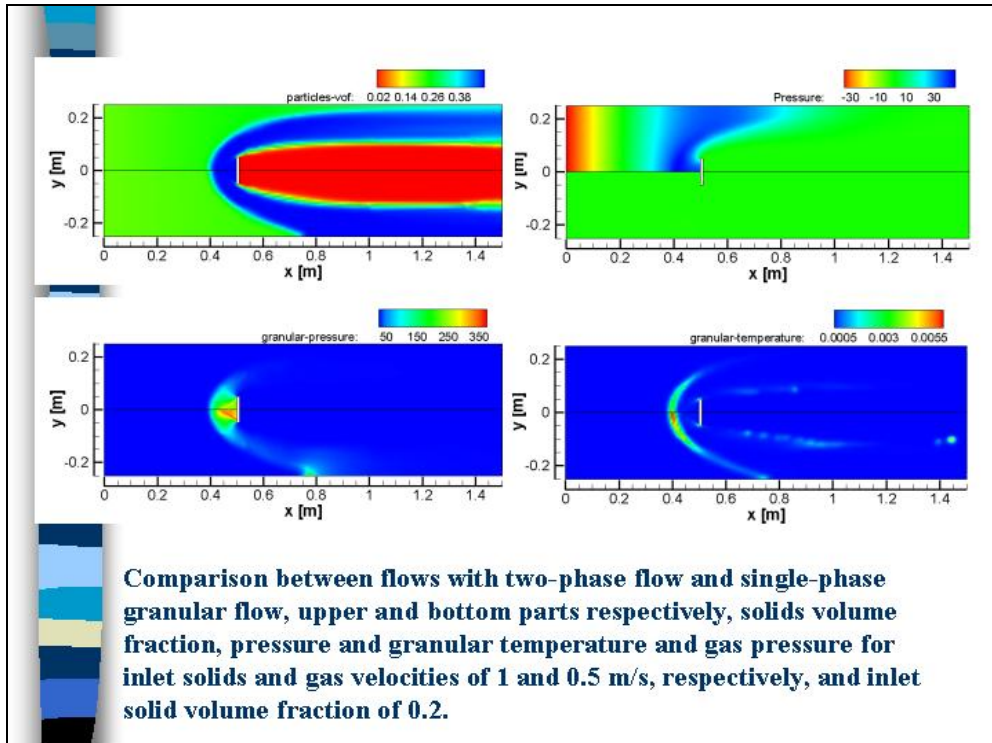 particles-vof: 0.02 0.14 0.26 0.38
0.2
0
-0.2
y [m]
0 0.2 0.4 0.6 0.8 1 1.2 1.4
x [m]
Pressure: -30 -10 10 30
0.2
0
-0.2
y [m]
0 0.2 0.4 0.6 0.8 1 1.2 1.4
x [m]
granular-pressure: 50 150 250 350
0.2
0
-0.2
y [m]
0 0.2 0.4 0.6 0.8 1 1.2 1.4
x [m]
granular-temperature: 0.0005 0.003 0.0055
0.2
0
-0.2
y [m]
0 0.2 0.4 0.6 0.8 1 1.2 1.4
x [m]
Comparison between flows with two-phase flow and single-phase
granular flow, upper and bottom parts respectively, solids volume
fraction, pressure and granular temperature and gas pressure for
inlet solids and gas velocities of 1 and 0.5 m/s, respectively, and inlet
solid volume fraction of 0.2.